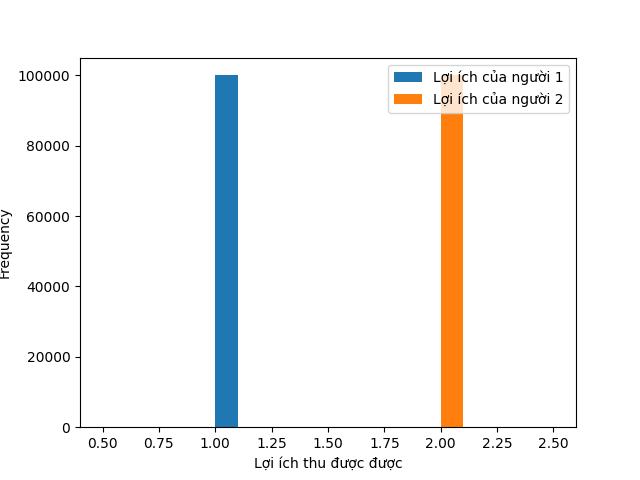 Lợi ích của người 1
Lợi ích của người 2
100000
80000
60000
40000
20000
0
Frequency
0.50 0.75 1.00 1.25 1.50 1.75 2.00 2.25 2.50
Lợi ích thu được được